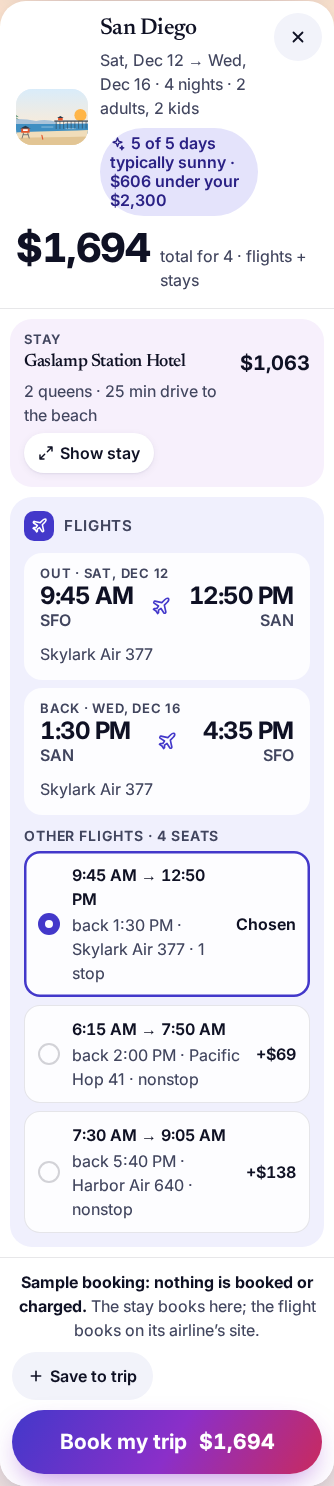 San Diego
Sat, Dec 12 → Wed,
Dec 16 · 4 nights · 2
adults, 2 kids
5 of 5 days
typically sunny ·
$606 under your
$2,300
$1,694 total for 4 · flights +
stays
STAY
Gaslamp Station Hotel
$1,063
2 queens · 25 min drive to
the beach
Show stay
FLIGHTS
OUT · SAT, DEC 12
9:45 AM 12:50 PM
SFO SAN
Skylark Air 377
BACK · WED, DEC 16
1:30 PM 4:35 PM
SAN SFO
Skylark Air 377
OTHER FLIGHTS · 4 SEATS
9:45 AM → 12:50
PM
back 1:30 PM ·
Skylark Air 377 · 1
stop
Chosen
6:15 AM → 7:50 AM
back 2:00 PM · Pacific
Hop 41 · nonstop
+$69
7:30 AM → 9:05 AM
back 5:40 PM ·
Harbor Air 640 ·
nonstop
+$138
Sample booking: nothing is booked or
charged. The stay books here; the flight
books on its airline’s site.
+ Save to trip
Book my trip $1,694